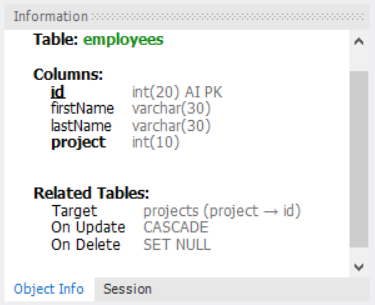 Information
Table: employees
Columns:
id int(20) AI PK
firstName varchar(30)
lastName varchar(30)
project int(10)
Related Tables:
Target projects (project → id)
On Update CASCADE
On Delete SET NULL
Object Info Session